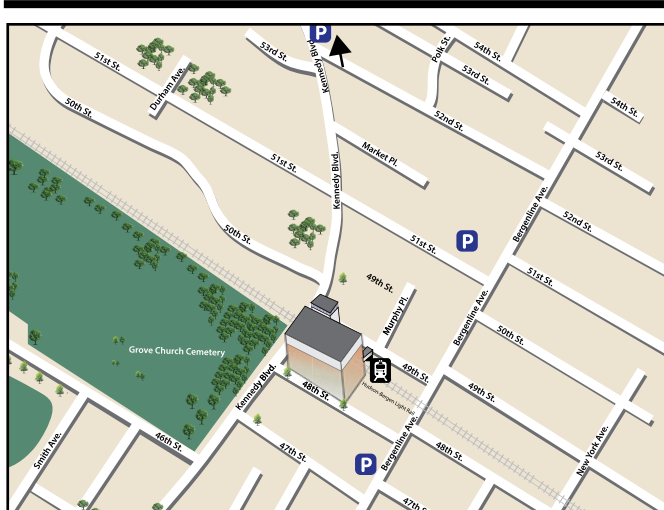 P
53rd St.
Kennedy Blvd.
Polk St.
54th St.
51st St.
Durham Ave.
53rd St.
54th St.
50th St.
52nd St.
Market Pl.
53rd St.
51st St.
Kennedy Blvd.
Bergenline Ave.
52nd St.
50th St.
51st St.
P
51st St.
49th St.
Murphy Pl.
Bergenline Ave.
50th St.
Grove Church Cemetery
49th St.
Hudson-Bergen Light Rail
49th St.
Kennedy Blvd.
48th St.
Smith Ave.
46th St.
47th St.
P
Bergenline Ave.
48th St.
New York Ave.
47th St.